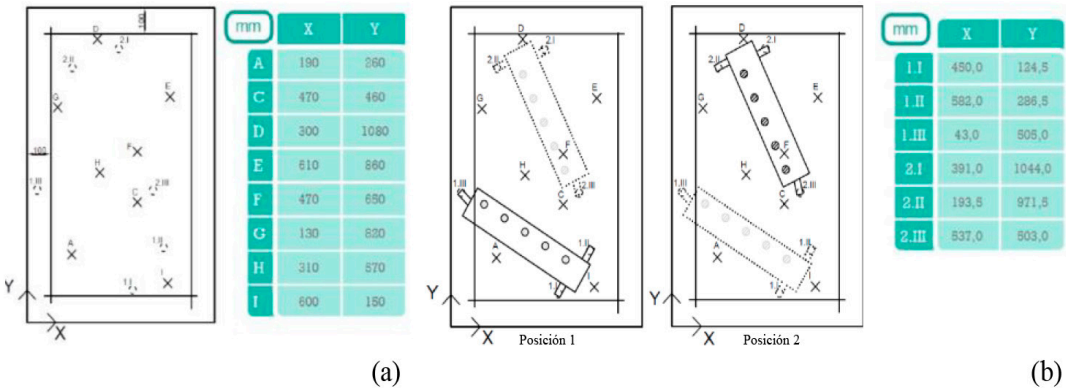 100
D
2.I
2.II
E
G
100
F
H
1.III
2.III
C
A
1.II
1.I
I
Y
X
mm X Y
A 190 260
C 470 460
D 300 1080
E 610 860
F 470 650
G 130 820
H 310 570
I 600 150
(a)
D
2.I
2.II
E
G
F
H
1.III
2.III
C
A
1.II
1.I
I
Y
X
Posición 1
D
2.I
2.II
E
G
F
H
1.III
2.III
C
A
1.II
1.I
I
Y
X
Posición 2
mm X Y
1.I 450,0 124,5
1.II 582,0 286,5
1.III 43,0 505,0
2.I 391,0 1044,0
2.II 193,5 971,5
2.III 537,0 503,0
(b)